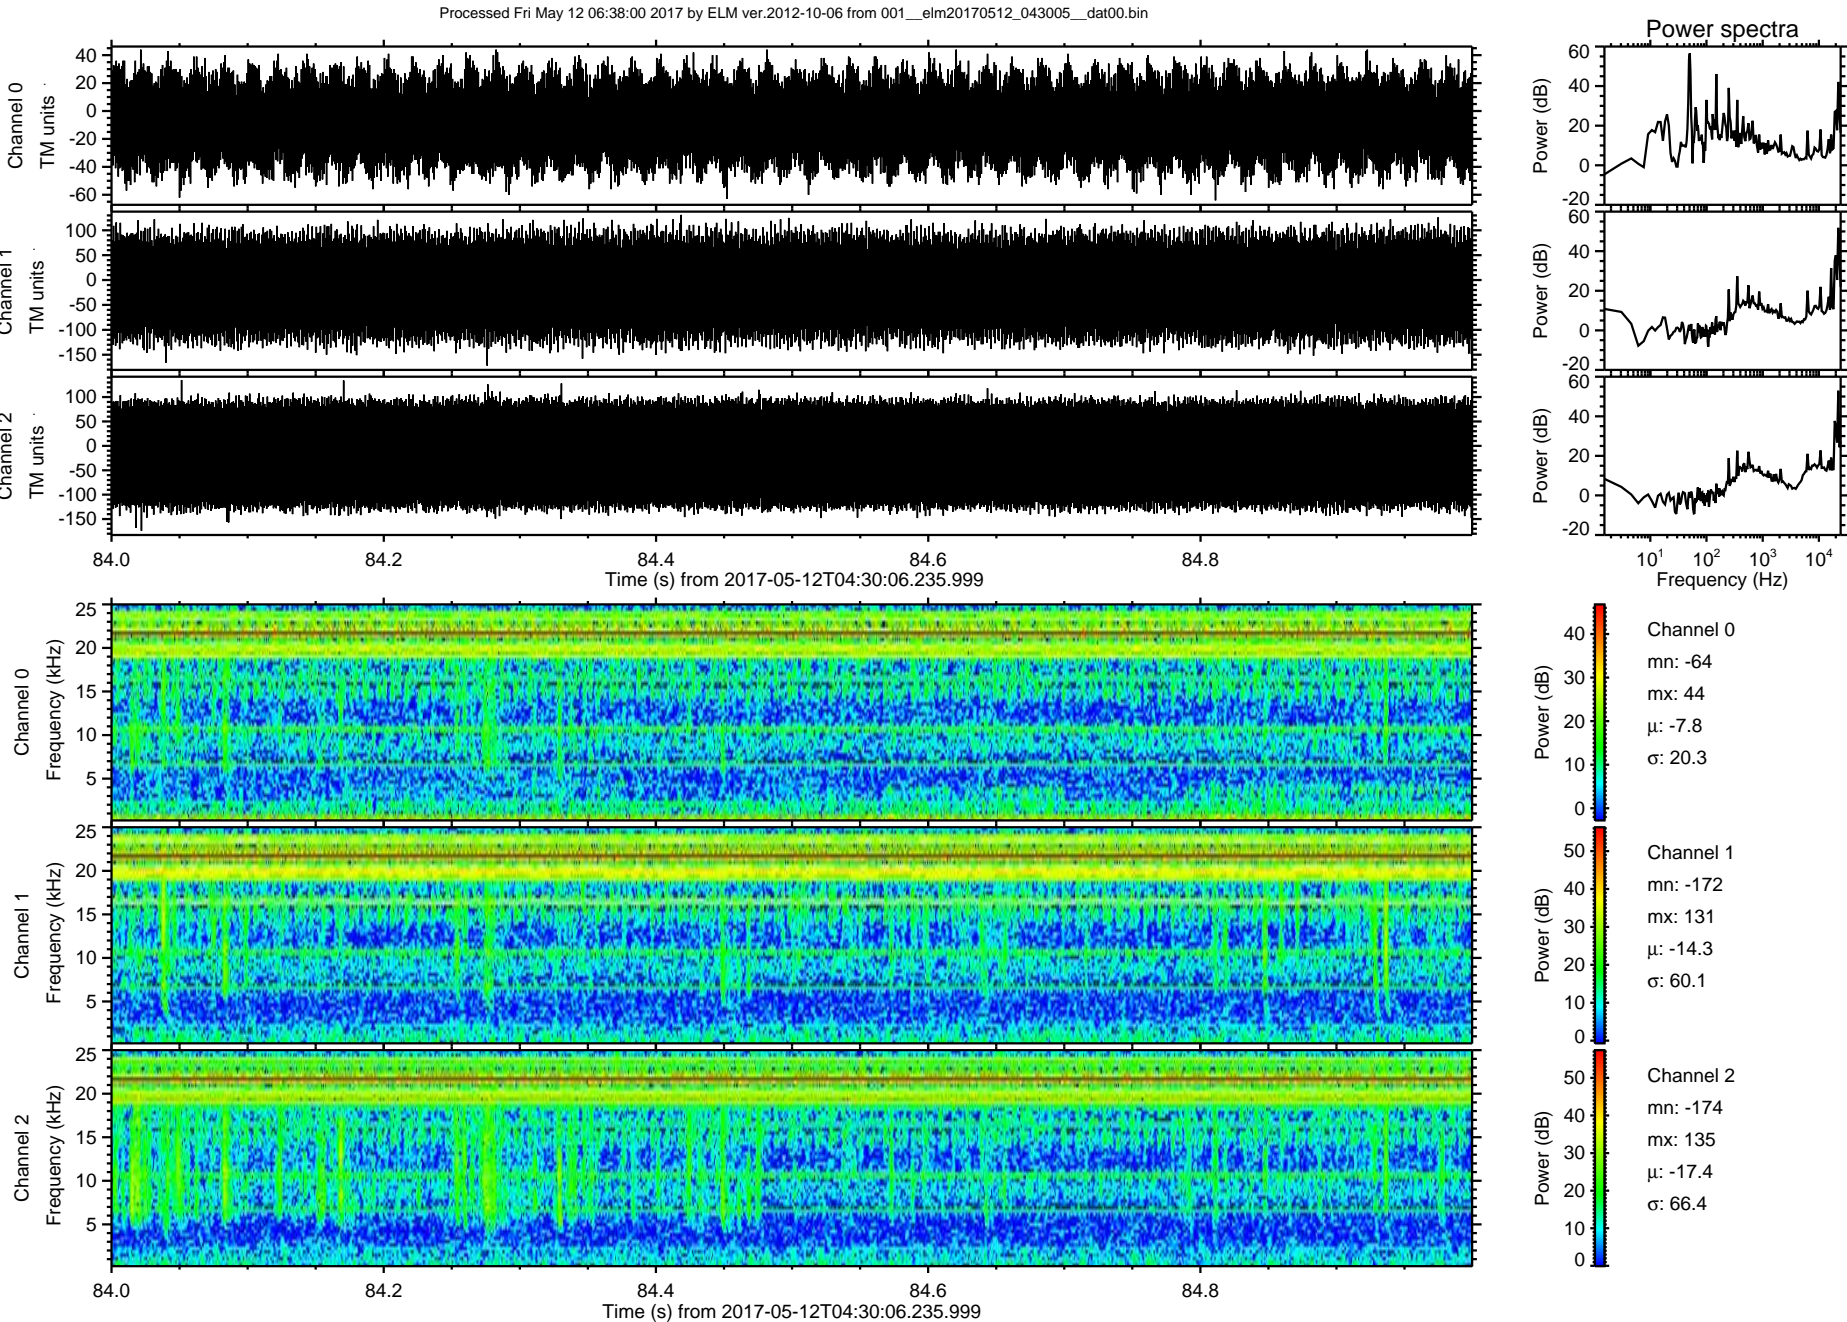 Processed Fri May 12 06:38:00 2017 by ELM ver.2012-10-06 from 001__elm20170512_043005__dat00.bin
Power spectra
Channel 0
TM units
40
20
0
-20
-40
-60
Power (dB)
60
40
20
0
-20
Channel 1
TM units
100
50
0
-50
-100
-150
Power (dB)
60
40
20
0
-20
Channel 2
TM units
100
50
0
-50
-100
-150
Power (dB)
60
40
20
0
-20
84.0 84.2 84.4 84.6 84.8
Time (s) from 2017-05-12T04:30:06.235.999
10¹ 10² 10³ 10⁴
Frequency (Hz)
Channel 0
Frequency (kHz)
25
20
15
10
5
Power (dB)
40
30
20
10
0
Channel 0
mn: -64
mx: 44
μ: -7.8
σ: 20.3
Channel 1
Frequency (kHz)
25
20
15
10
5
Power (dB)
50
40
30
20
10
0
Channel 1
mn: -172
mx: 131
μ: -14.3
σ: 60.1
Channel 2
Frequency (kHz)
25
20
15
10
5
Power (dB)
50
40
30
20
10
0
Channel 2
mn: -174
mx: 135
μ: -17.4
σ: 66.4
84.0 84.2 84.4 84.6 84.8
Time (s) from 2017-05-12T04:30:06.235.999